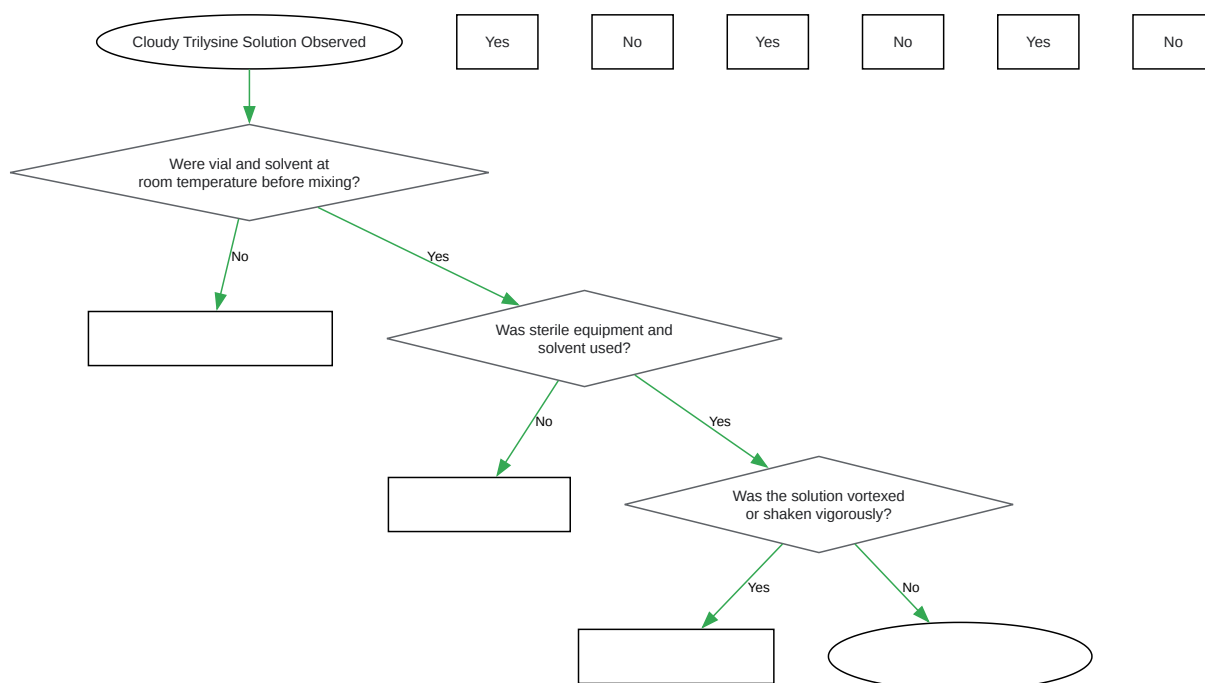 Cloudy Trilysine Solution Observed
Yes
No
Yes
No
Yes
No
Were vial and solvent at
room temperature before mixing?
No
Yes
Was sterile equipment and
solvent used?
No
Yes
Was the solution vortexed
or shaken vigorously?
Yes
No